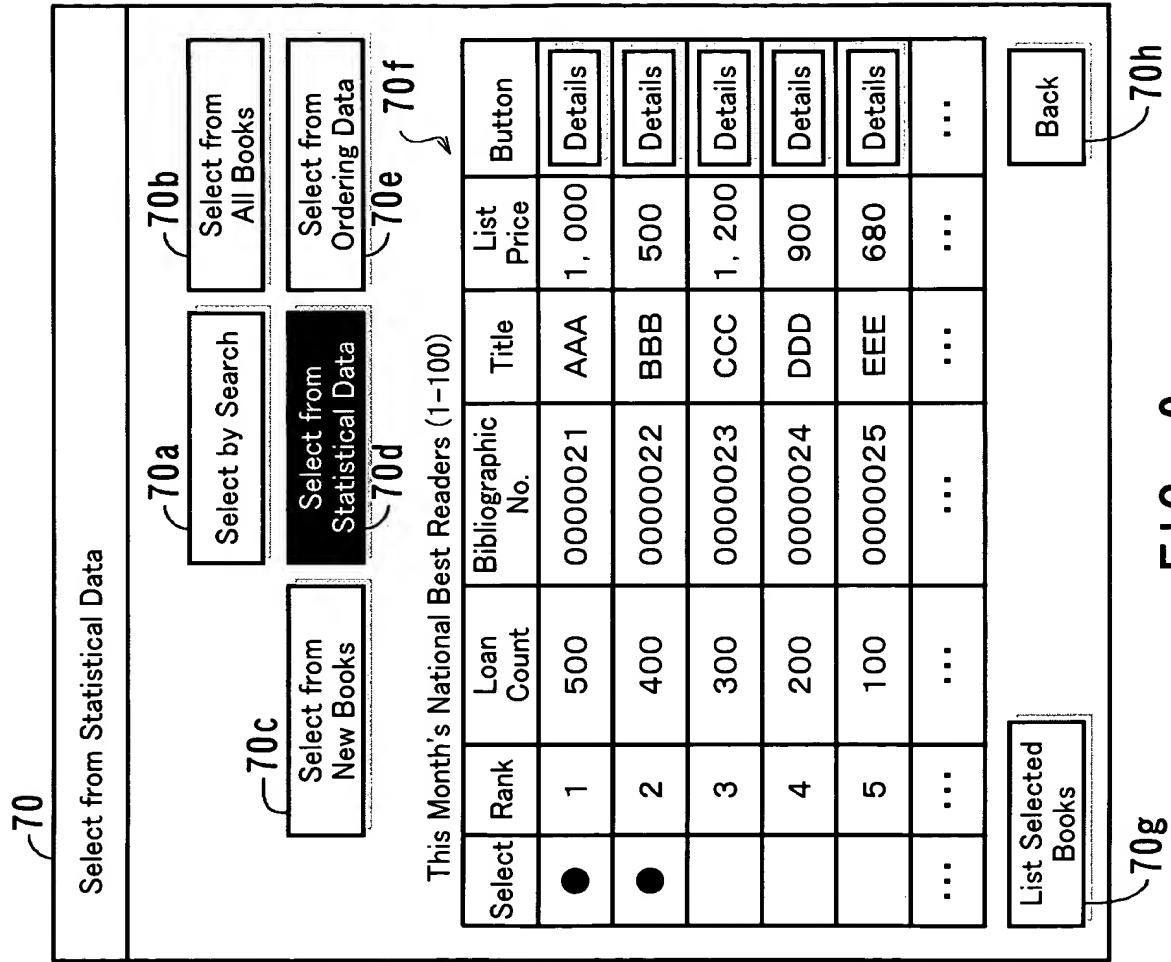 70
Select from Statistical Data
70a
Select by Search
70b
Select from
All Books
70c
Select from
New Books
Select from
Statistical Data
70d
Select from
Ordering Data
70e
70f
This Month's National Best Readers (1-100)
Select Rank Loan Count Bibliographic No. Title List Price Button
● 1 500 0000021 AAA 1, 000 Details
● 2 400 0000022 BBB 500 Details
3 300 0000023 CCC 1, 200 Details
4 200 0000024 DDD 900 Details
5 100 0000025 EEE 680 Details
... ... ... ... ... ... ...
List Selected
Books
70g
Back
70h